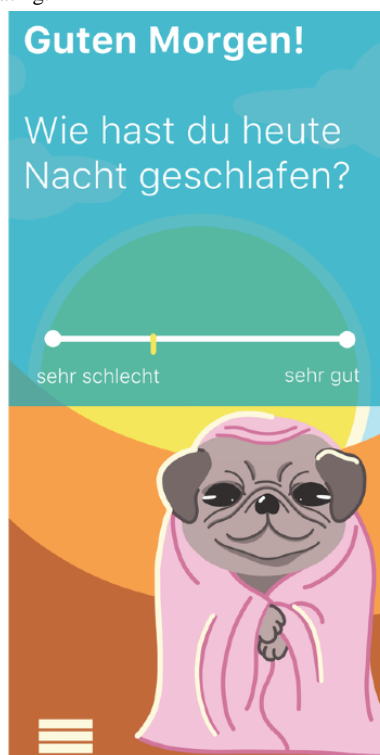 Guten Morgen!
Wie hast du heute
Nacht geschlafen?
sehr schlecht
sehr gut